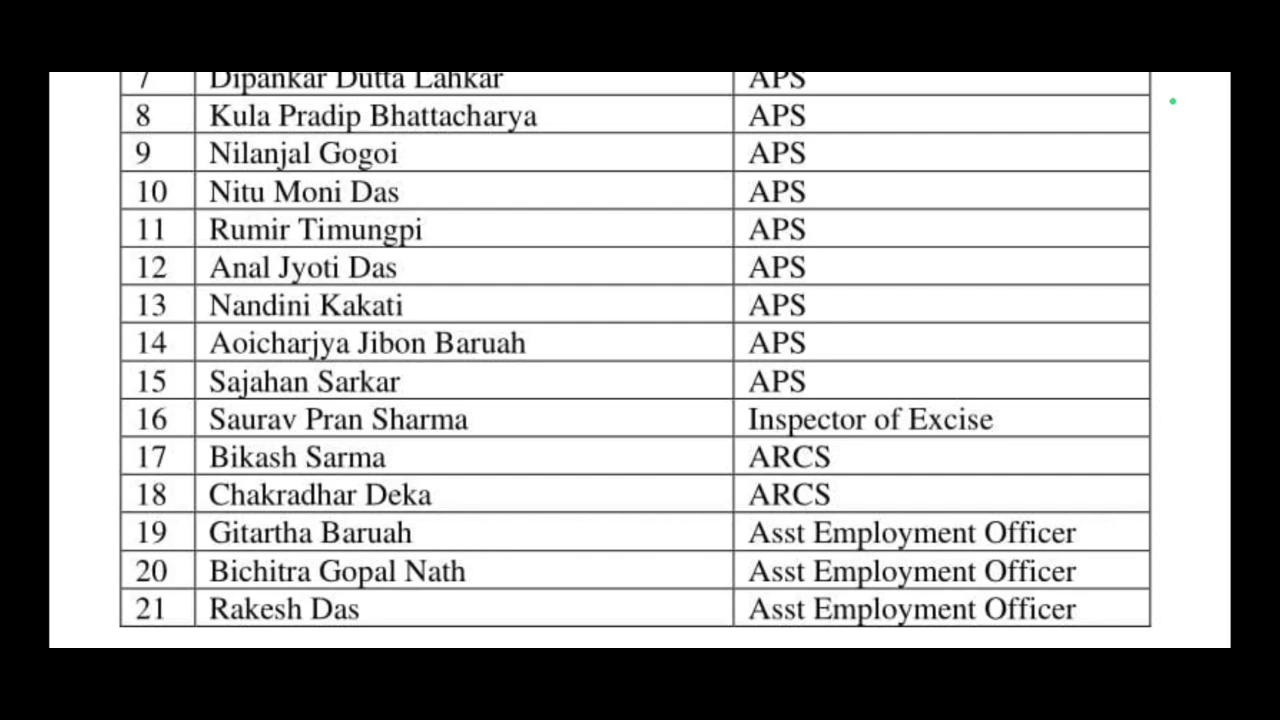 7 Dipankar Dutta Lahkar APS
8 Kula Pradip Bhattacharya APS
9 Nilanjal Gogoi APS
10 Nitu Moni Das APS
11 Rumir Timungpi APS
12 Anal Jyoti Das APS
13 Nandini Kakati APS
14 Aoicharjya Jibon Baruah APS
15 Sajahan Sarkar APS
16 Saurav Pran Sharma Inspector of Excise
17 Bikash Sarma ARCS
18 Chakradhar Deka ARCS
19 Gitartha Baruah Asst Employment Officer
20 Bichitra Gopal Nath Asst Employment Officer
21 Rakesh Das Asst Employment Officer